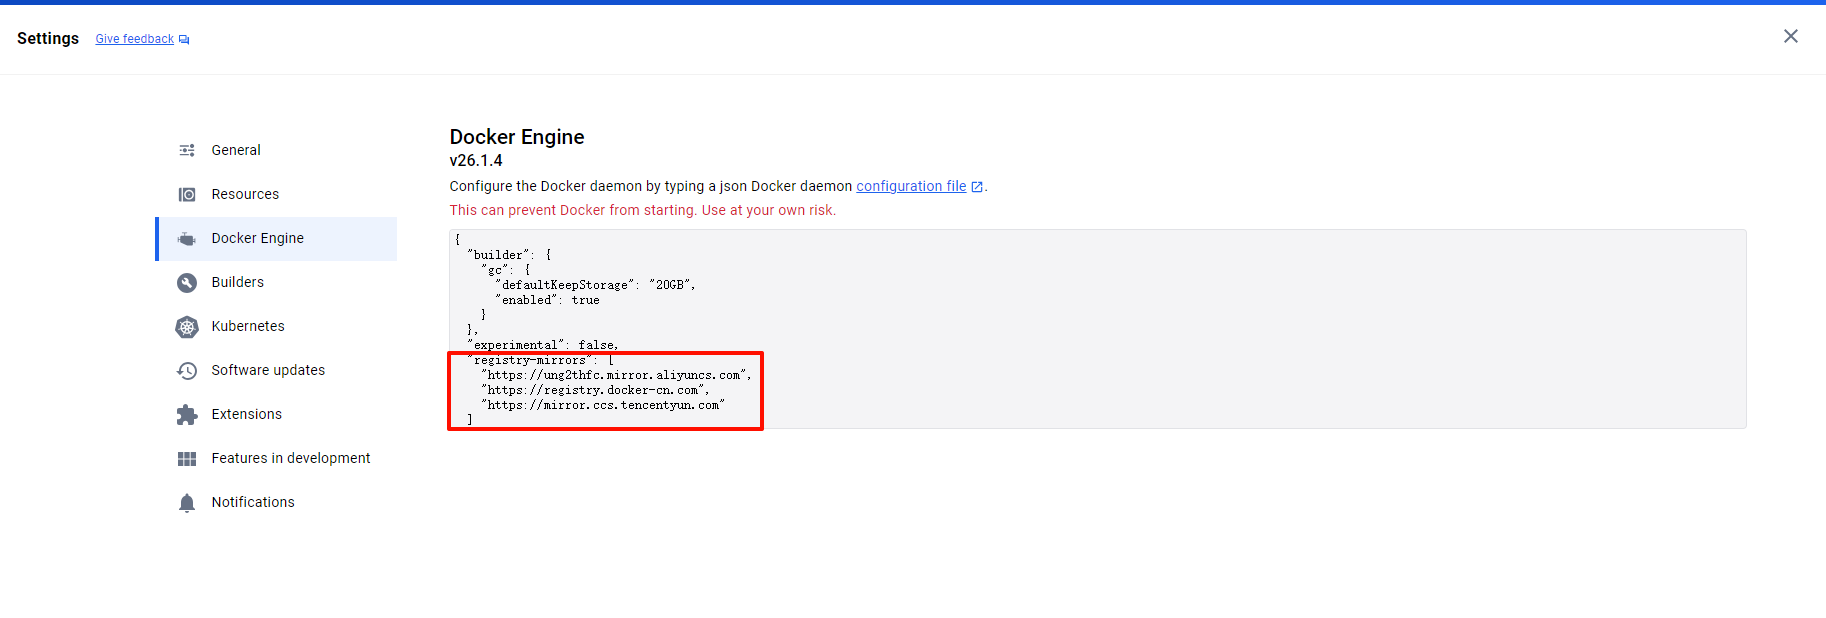 Settings Give feedback
General
Resources
Docker Engine
Builders
Kubernetes
Software updates
Extensions
Features in development
Notifications
Docker Engine
v26.1.4
Configure the Docker daemon by typing a json Docker daemon configuration file.
This can prevent Docker from starting. Use at your own risk.
{
  "builder": {
    "gc": {
      "defaultKeepStorage": "20GB",
      "enabled": true
    }
  },
  "experimental": false,
  "registry-mirrors": [
    "https://ung2thfc.mirror.aliyuncs.com",
    "https://registry.docker-cn.com",
    "https://mirror.ccs.tencentyun.com"
  ]